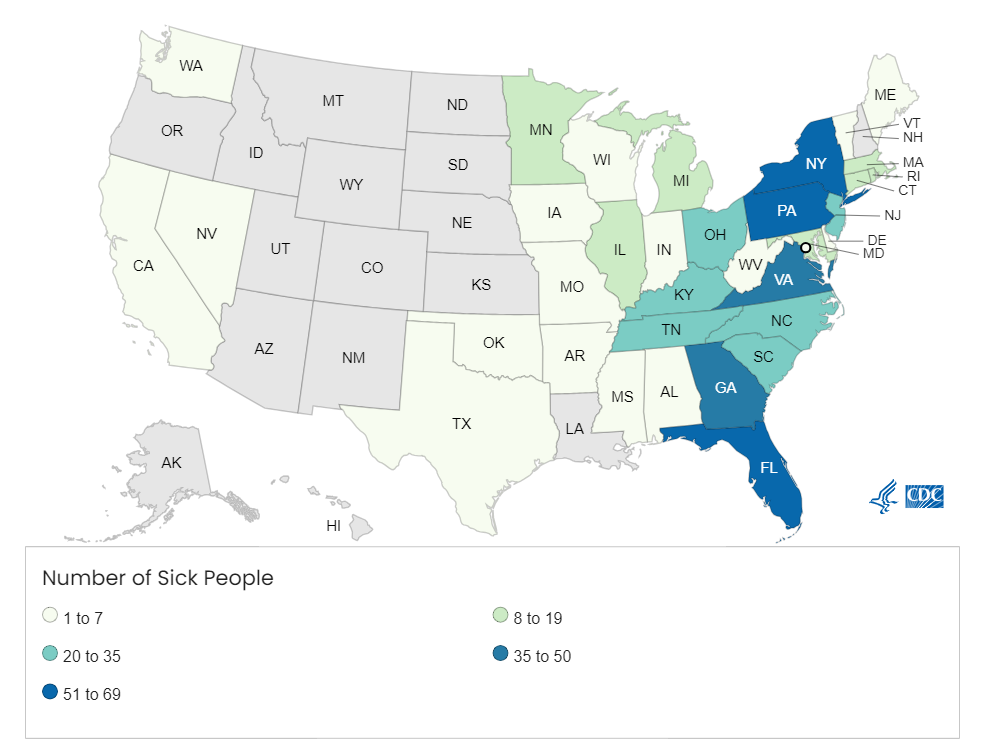 WA
MT
ND
MN
ME
OR
ID
WY
SD
WI
MI
NY
VT
NH
MA
RI
CT
NV
UT
CO
NE
IA
IL
IN
OH
PA
NJ
DE
MD
CA
KS
MO
WV
VA
KY
AZ
NM
OK
AR
TN
NC
SC
TX
LA
MS
AL
GA
FL
AK
HI
CDC
Number of Sick People
1 to 7
8 to 19
20 to 35
35 to 50
51 to 69